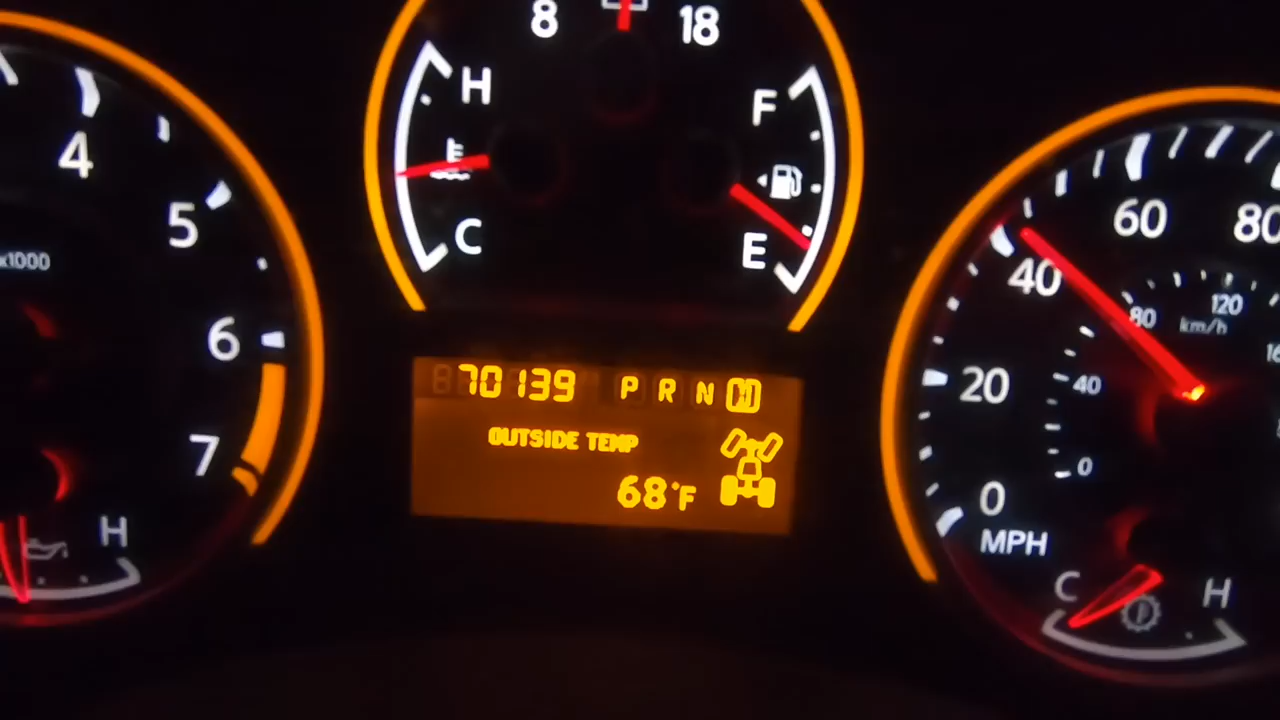 8 18
H F
4
5
x1000
C E
6
7
H
70139 P R N
OUTSIDE TEMP
68°F
60 80
40
80 120
km/h
20 40
0 0
MPH
C H